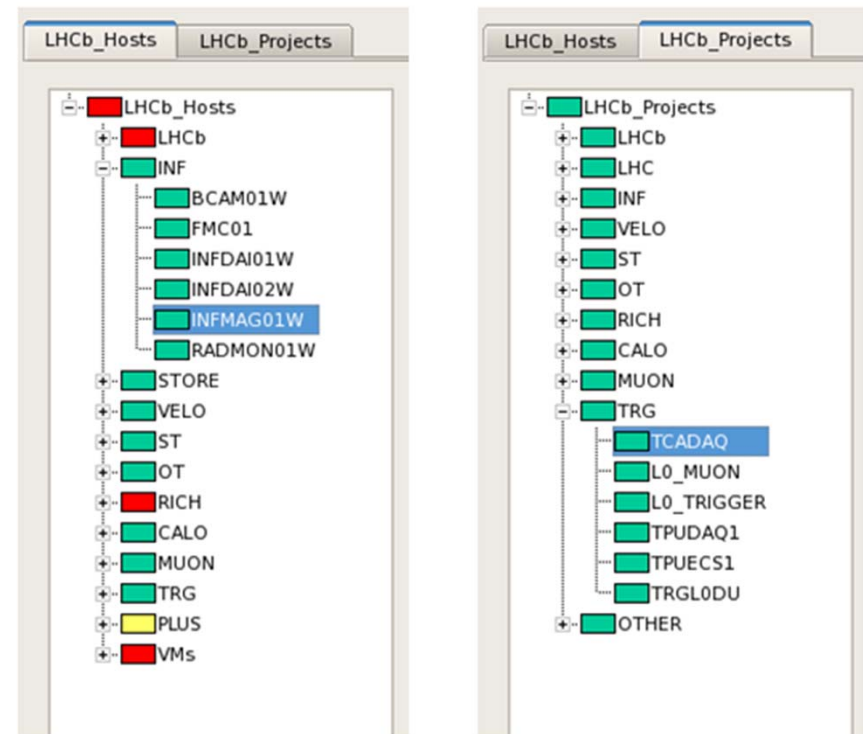 LHCb_Hosts LHCb_Projects
LHCb_Hosts
LHCb
INF
BCAM01W
FMC01
INFDAI01W
INFDAI02W
INFMAG01W
RADMON01W
STORE
VELO
ST
OT
RICH
CALO
MUON
TRG
PLUS
VMs
LHCb_Hosts LHCb_Projects
LHCb_Projects
LHCb
LHC
INF
VELO
ST
OT
RICH
CALO
MUON
TRG
TCADAQ
L0_MUON
L0_TRIGGER
TPUDAQ1
TPUECS1
TRGL0DU
OTHER